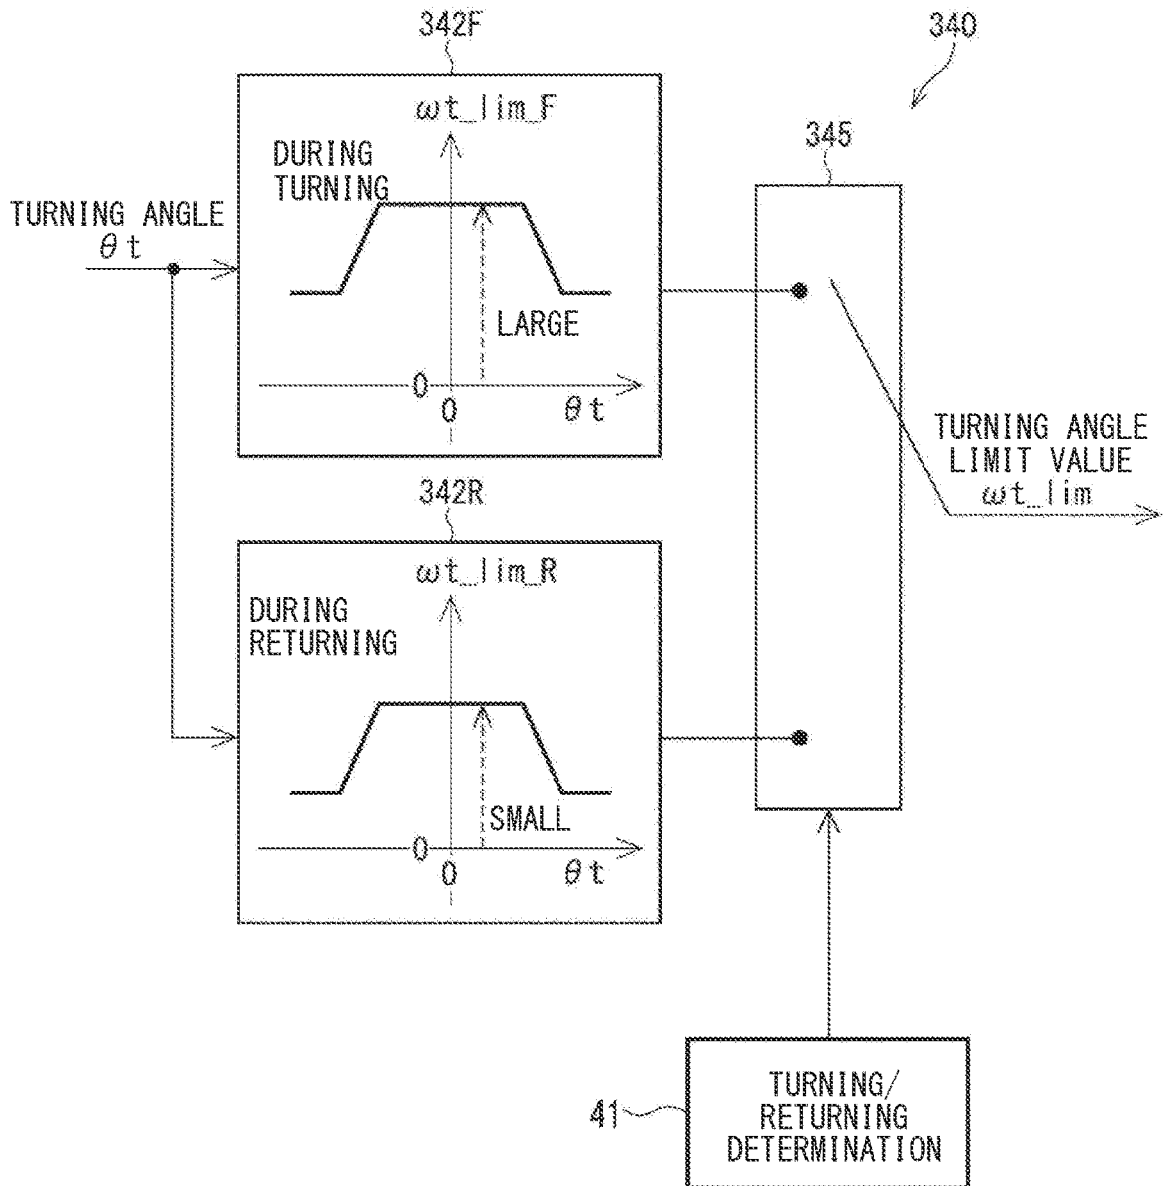 342F
340
ωt_lim_F
345
DURING
TURNING
TURNING ANGLE
θt
LARGE
0
0
θt
TURNING ANGLE
LIMIT VALUE
ωt_lim
342R
ωt_lim_R
DURING
RETURNING
SMALL
0
0
θt
41
TURNING/
RETURNING
DETERMINATION